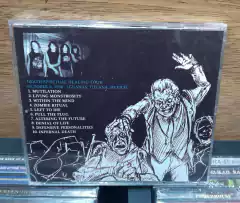 MUTILATION
2. LIVING MONSTROSITY
3. WITHIN THE MIND
4. ZOMBIE RITUAL
5. LEFT TO DIE
6. PULL THE PLUG
7. ALTERING THE FUTURE
8. DENIAL OF LIFE
9. DEFENSIVE PERSONALITIES
10. INFERNAL DEATH